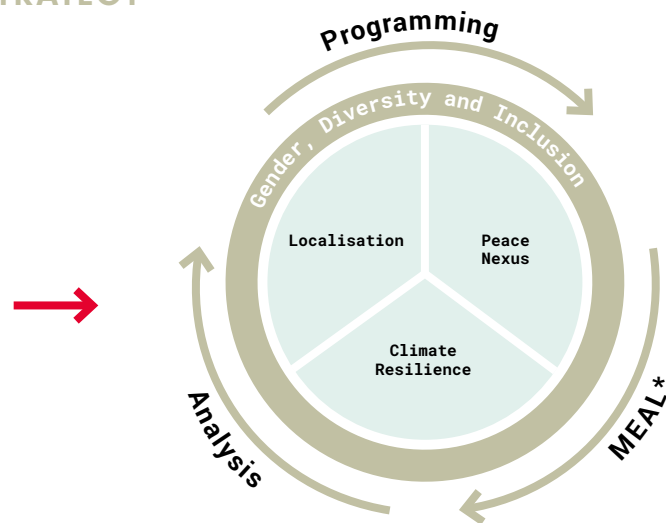 Programming
Gender, Diversity and Inclusion
Localisation
Peace
Nexus
Climate
Resilience
Analysis
MEAL*